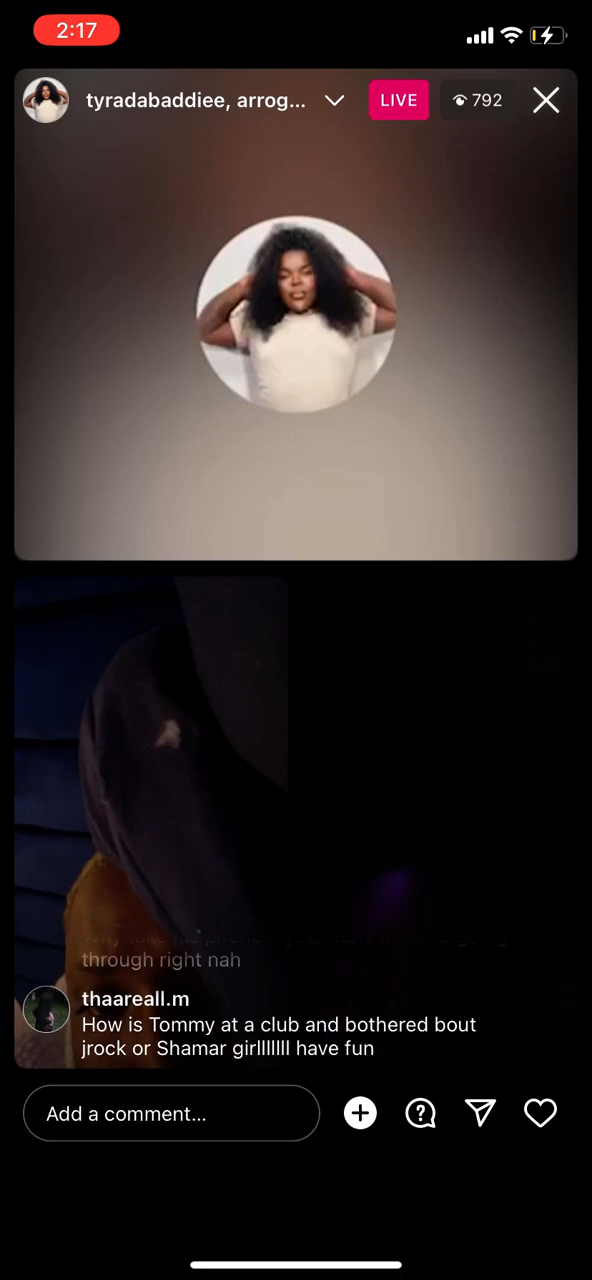 2:17
tyradabaddiee, arrog...
LIVE
792
through right nah
thaareall.m
How is Tommy at a club and bothered bout
jrock or Shamar girlllllll have fun
Add a comment...